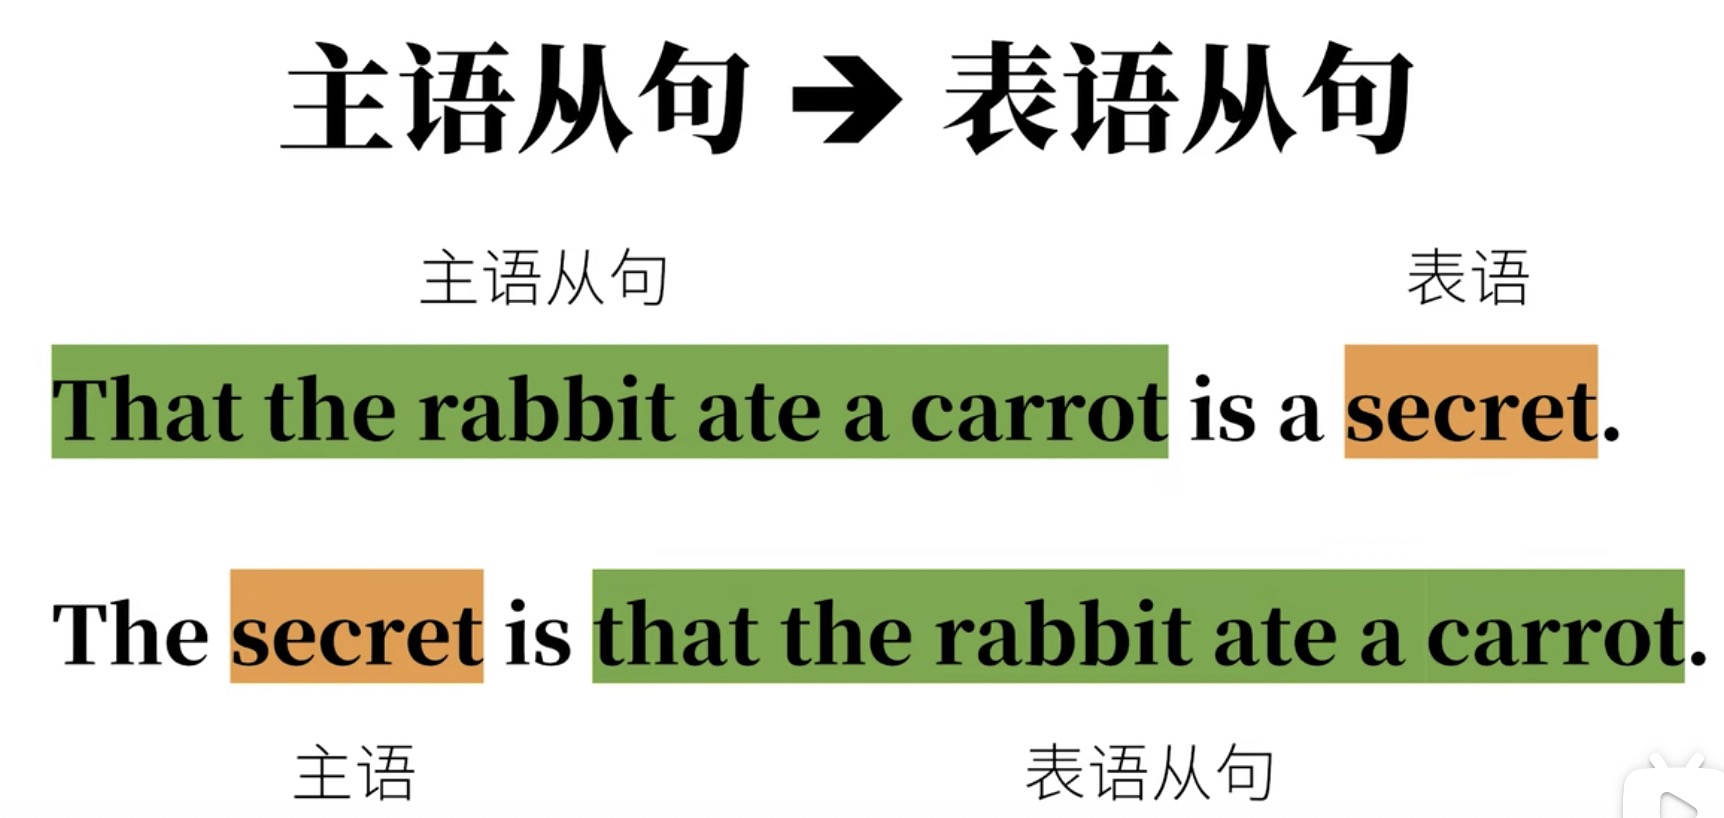 主语从句 ➔ 表语从句
主语从句 表语
That the rabbit ate a carrot is a secret.
The secret is that the rabbit ate a carrot.
主语 表语从句